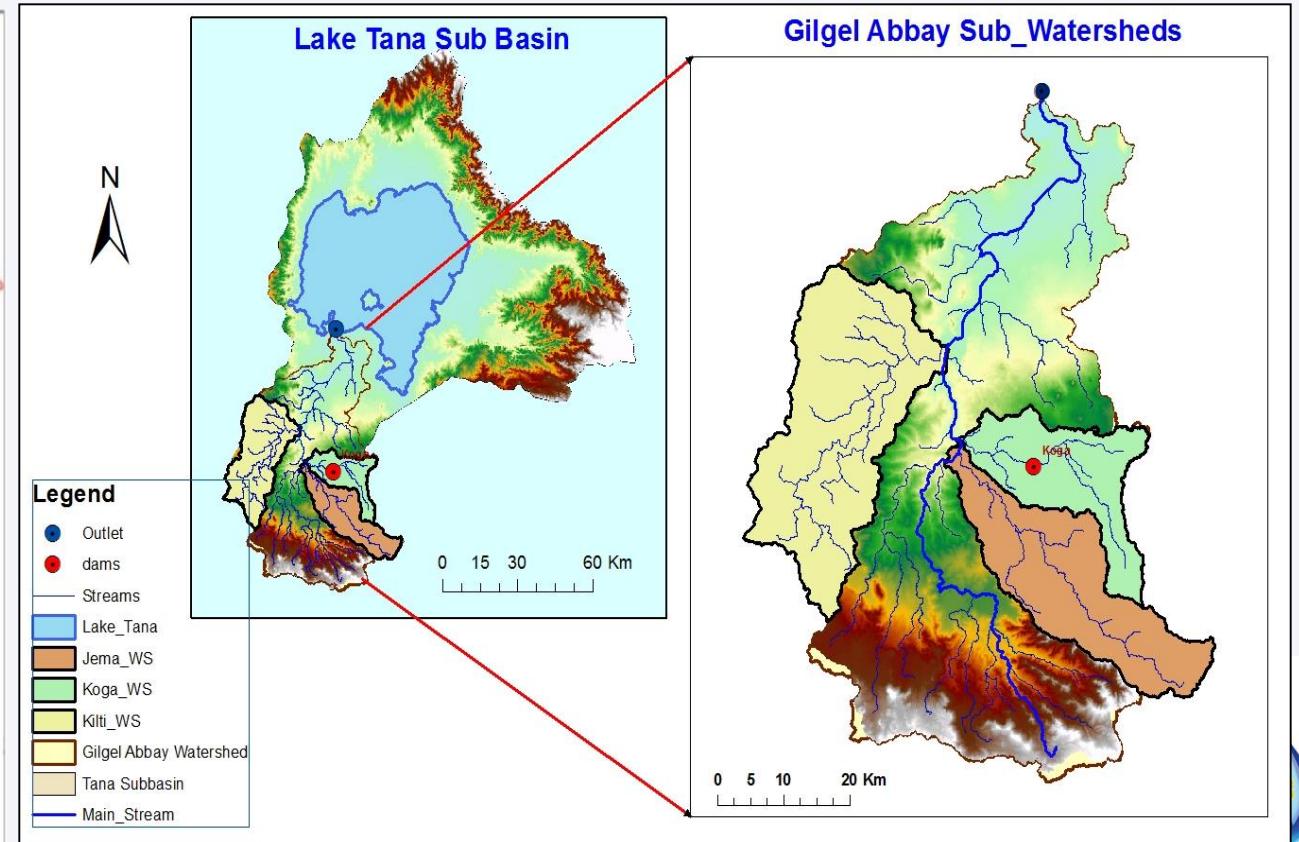 Lake Tana Sub Basin
N
0 15 30 60 Km
Legend
Outlet
dams
Streams
Lake_Tana
Jema_WS
Koga_WS
Kilti_WS
Gilgel Abbay Watershed
Tana Subbasin
Main_Stream
Gilgel Abbay Sub_Watersheds
Koga
0 5 10 20 Km